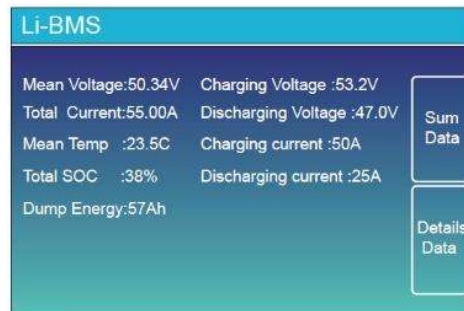 Li-BMS
Mean Voltage:50.34V Charging Voltage :53.2V
Total Current:55.00A Discharging Voltage :47.0V
Mean Temp :23.5C Charging current :50A
Total SOC :38% Discharging current :25A
Dump Energy:57Ah
Sum
Data
Details
Data